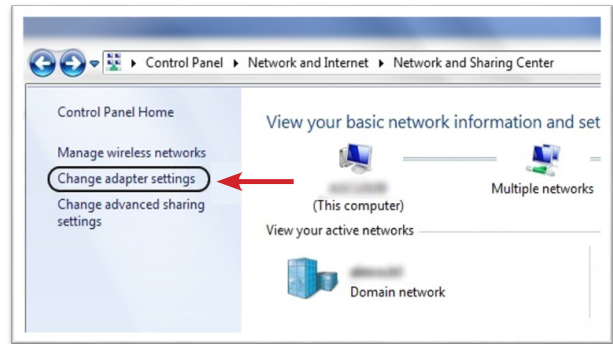 Control Panel ▸ Network and Internet ▸ Network and Sharing Center
Control Panel Home
Manage wireless networks
Change adapter settings
Change advanced sharing
settings
View your basic network information and set
(This computer)
Multiple networks
View your active networks
Domain network